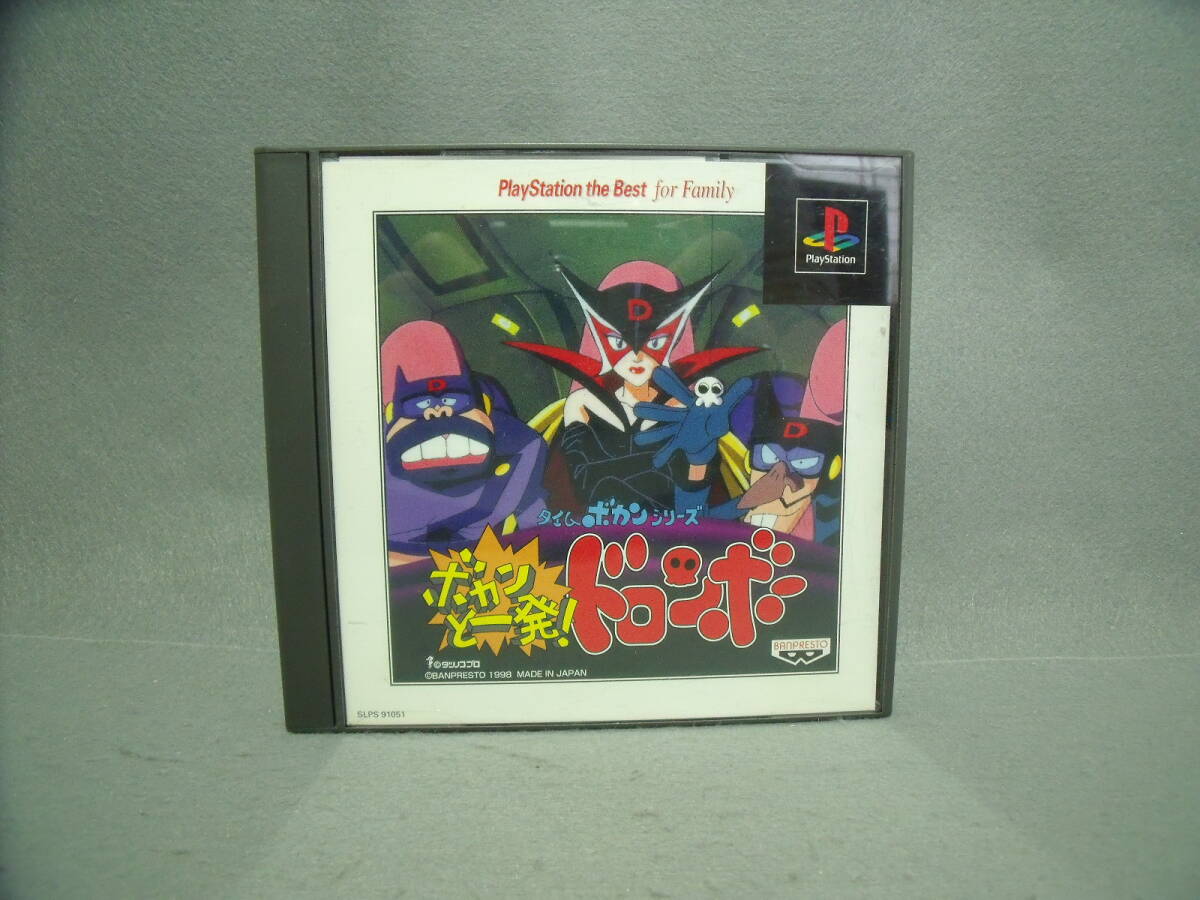 PlayStation the Best for Family
PlayStation
D
D
D
タイムボカンシリーズ
ボカンと一発!
ドロンボー
BANPRESTO
©タツノコプロ
©BANPRESTO 1998 MADE IN JAPAN
SLPS 91051